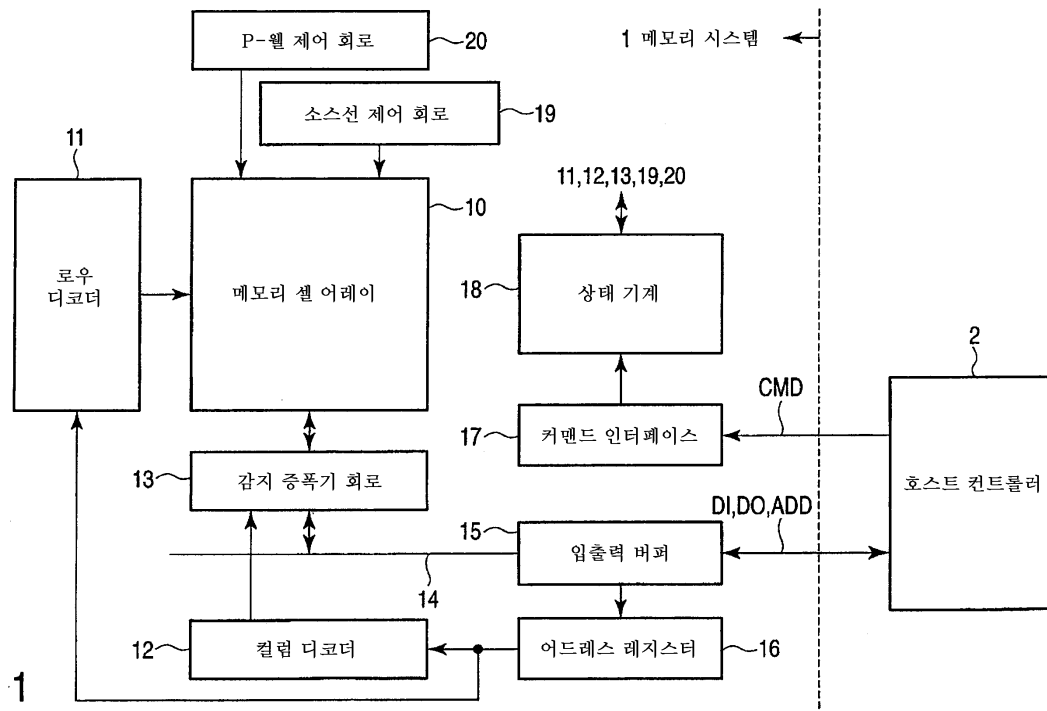 P-웰 제어 회로
20
1 메모리 시스템
소스선 제어 회로
19
11
10
11,12,13,19,20
로우
디코더
메모리 셀 어레이
18
상태 기계
2
CMD
17
커맨드 인터페이스
13
감지 증폭기 회로
호스트 컨트롤러
DI,DO,ADD
15
입출력 버퍼
14
12
컬럼 디코더
어드레스 레지스터
16
1